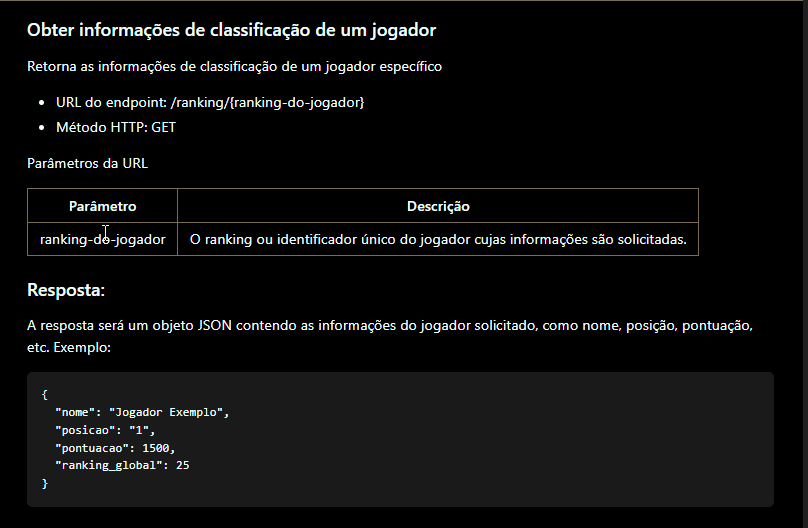 Obter informações de classificação de um jogador
Retorna as informações de classificação de um jogador específico
• URL do endpoint: /ranking/{ranking-do-jogador}
• Método HTTP: GET
Parâmetros da URL
Parâmetro Descrição
ranking-do-jogador O ranking ou identificador único do jogador cujas informações são solicitadas.
Resposta:
A resposta será um objeto JSON contendo as informações do jogador solicitado, como nome, posição, pontuação,
etc. Exemplo:
{
  "nome": "Jogador Exemplo",
  "posicao": "1",
  "pontuacao": 1500,
  "ranking_global": 25
}